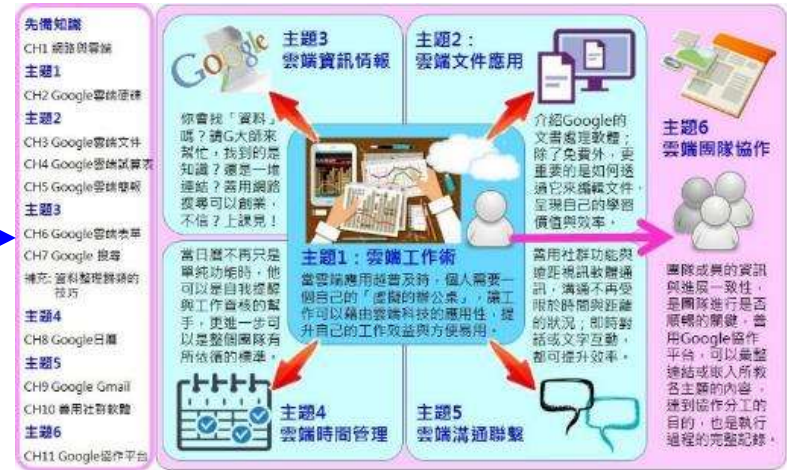 先備知識
CH1 網路與雲端
主題1
CH2 Google雲端硬碟
主題2
CH3 Google雲端文件
CH4 Google雲端試算表
CH5 Google雲端簡報
主題3
CH6 Google雲端表單
CH7 Google 搜尋
補充: 資料整理歸類的
技巧
主題4
CH8 Google日曆
主題5
CH9 Google Gmail
CH10 善用社群軟體
主題6
CH11 Google協作平台
Google
主題3
雲端資訊情報
你會找「資料」
嗎？請G大師來
幫忙，找到的是
知識？還是一堆
連結？善用網路
搜尋可以創業，
不信？上課見！
主題2：
雲端文件應用
介紹Google的
文書處理軟體；
除了免費外，更
重要的是如何透
過它來編輯文件，
呈現自己的學習
價值與效率。
主題1：雲端工作術
當雲端應用越普及時，個人需要一
個自己的「虛擬的辦公桌」，讓工
作可以藉由雲端科技的應用性，提
升自己的工作效益與方便易用。
當日曆不再只是
單純功能時，他
可以是自我提醒
與工作查核的幫
手，更進一步可
以是整個團隊有
所依循的標準。
主題4
雲端時間管理
善用社群功能與
遠距視訊軟體通
訊，溝通不再受
限於時間與距離
的狀況；即時對
話或文字互動，
都可提升效率。
主題5
雲端溝通聯繫
主題6
雲端團隊協作
團隊成員的資訊
與進展一致性，
是團隊進行是否
順暢的關鍵，善
用Google協作
平台，可以彙整
連結或嵌入所教
各主題的內容，
達到協作分工的
目的，也是執行
過程的完整記錄。